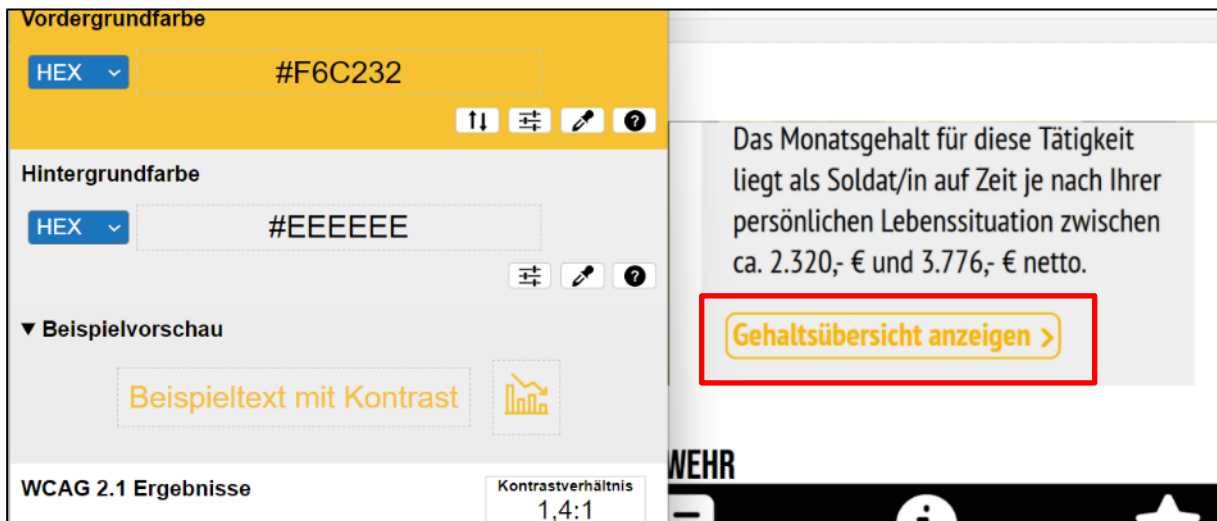 Vordergrundfarbe
HEX
#F6C232
Hintergrundfarbe
HEX
#EEEEEE
▼ Beispielvorschau
Beispieltext mit Kontrast
WCAG 2.1 Ergebnisse
Kontrastverhältnis
1,4:1
Das Monatsgehalt für diese Tätigkeit
liegt als Soldat/in auf Zeit je nach Ihrer
persönlichen Lebenssituation zwischen
ca. 2.320,- € und 3.776,- € netto.
Gehaltsübersicht anzeigen >
WEHR